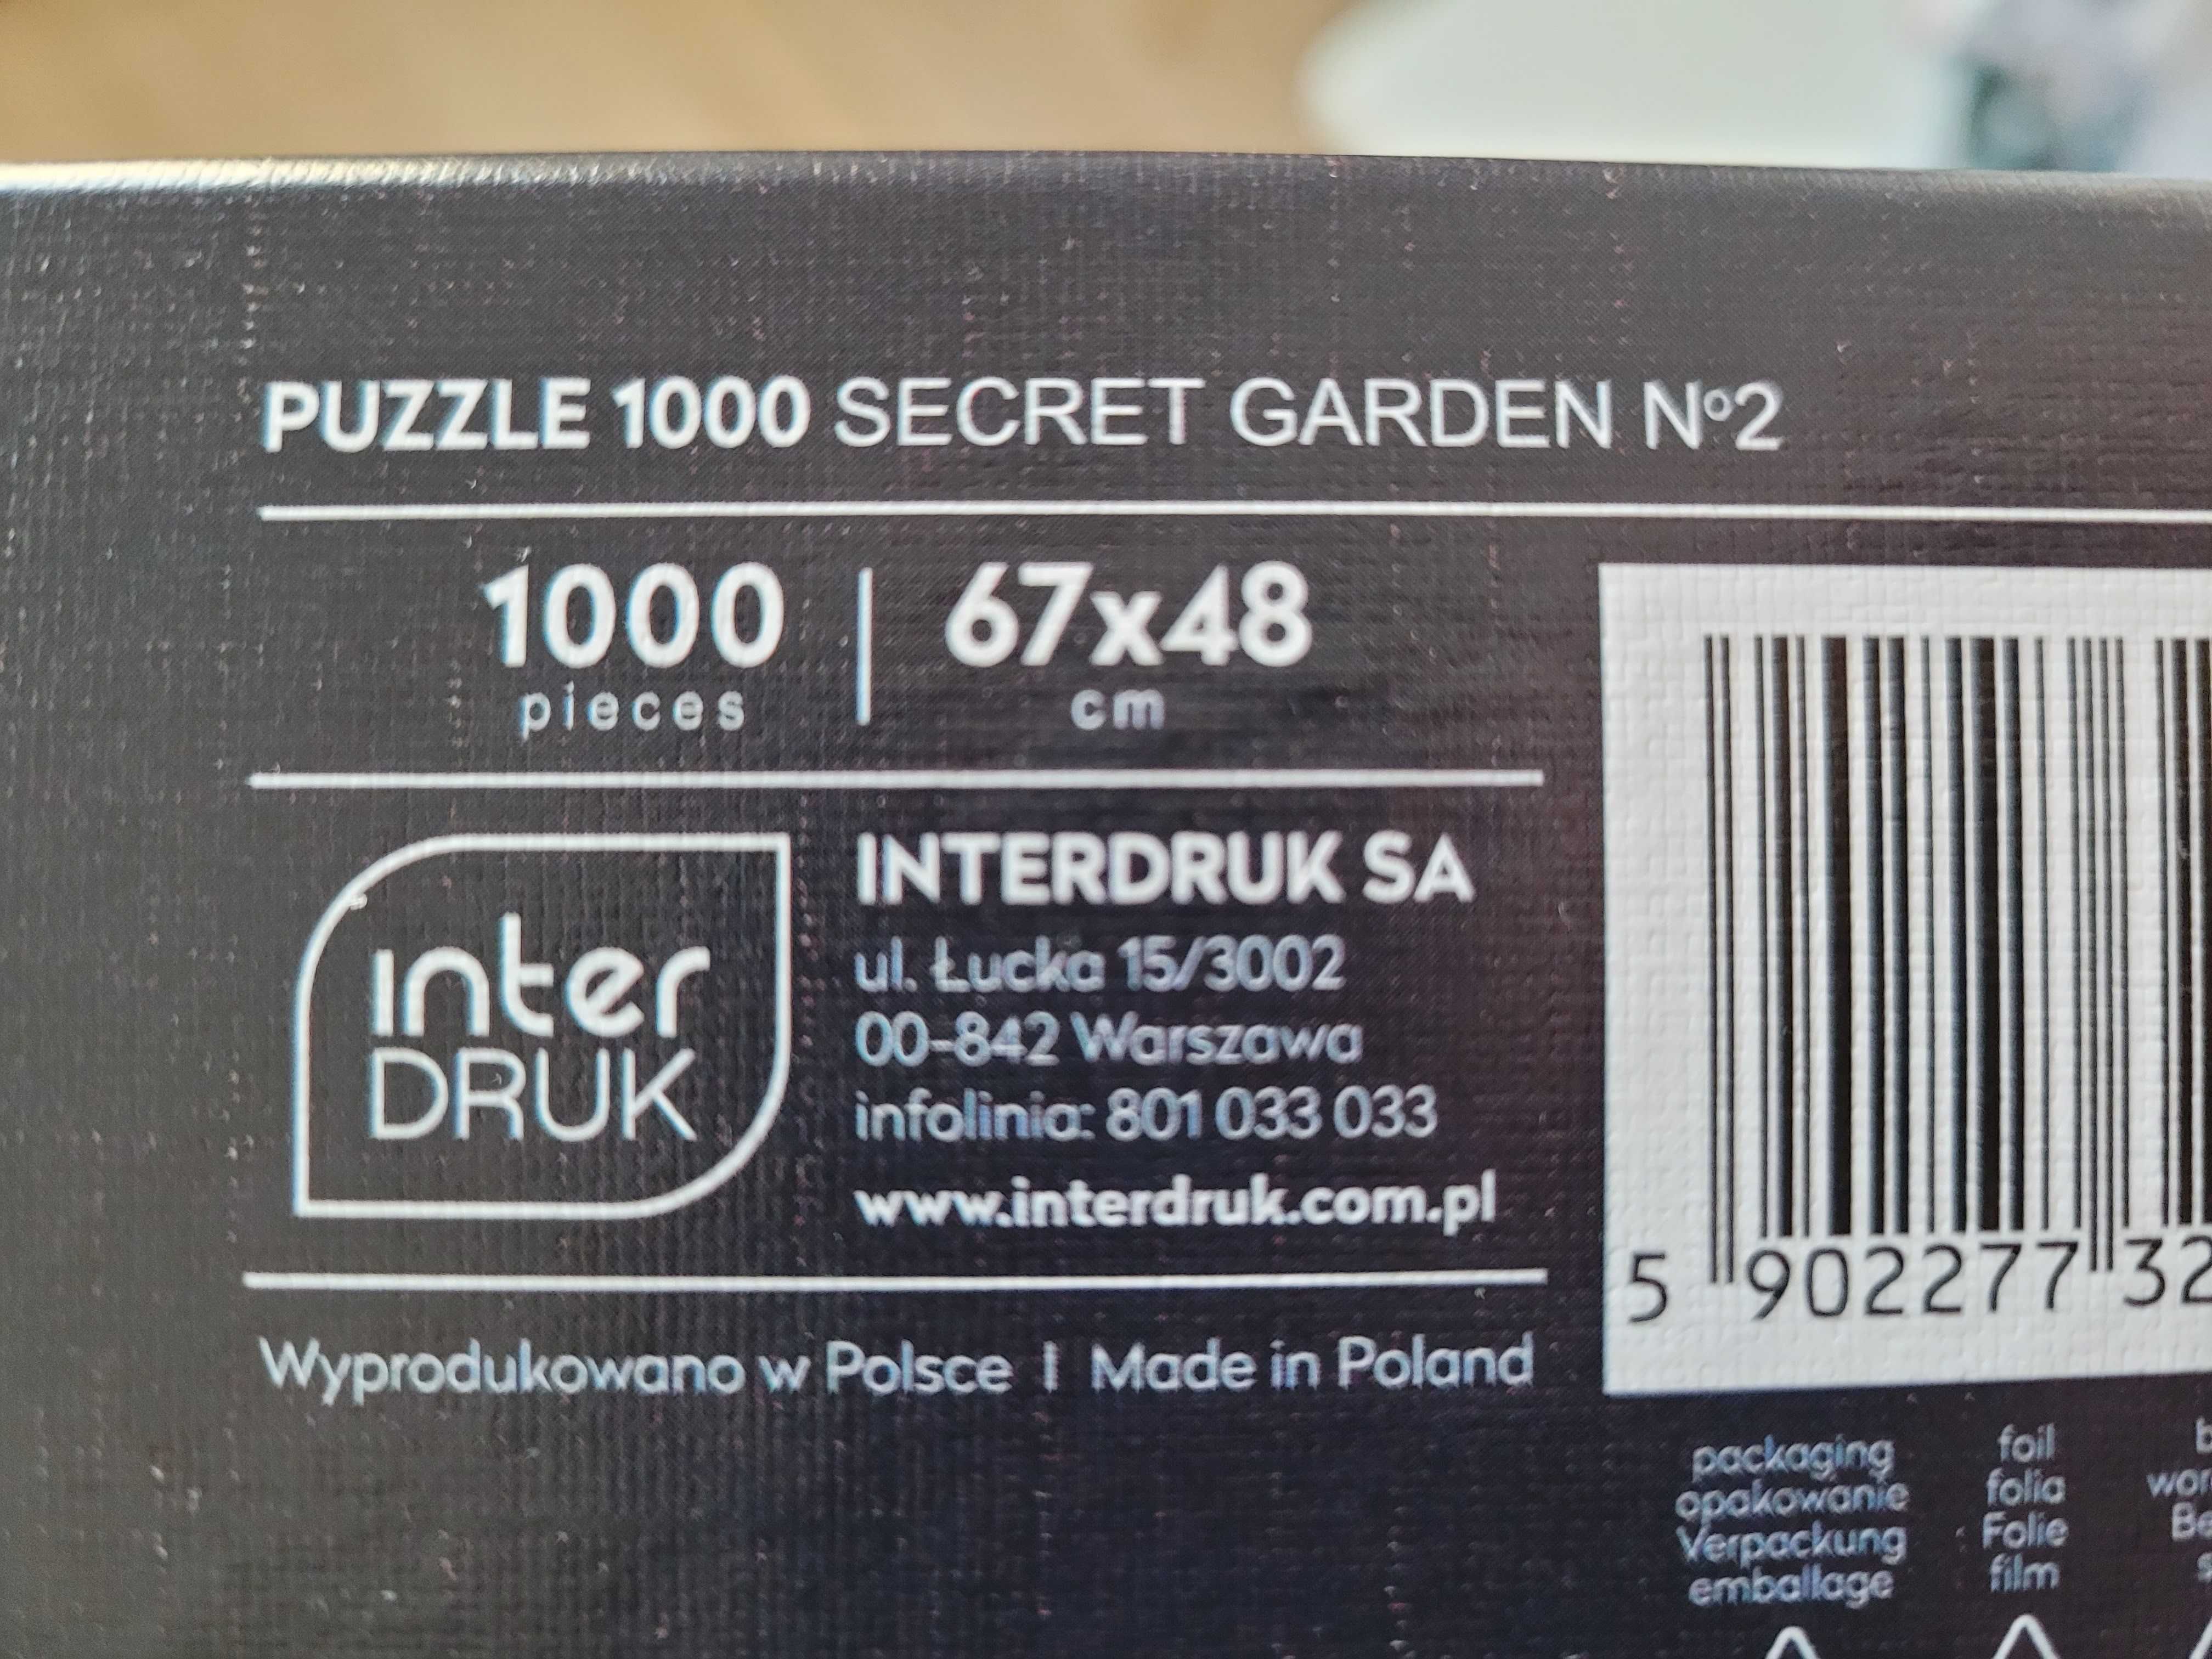 PUZZLE 1000 SECRET GARDEN Nº2
1000
pieces
67x48
cm
inter
DRUK
INTERDRUK SA
ul. Łucka 15/3002
00-842 Warszawa
infolinia: 801 033 033
www.interdruk.com.pl
Wyprodukowano w Polsce | Made in Poland
5 902277 32
packaging
opakowanie
Verpackung
emballage
foil
folia
Folie
film